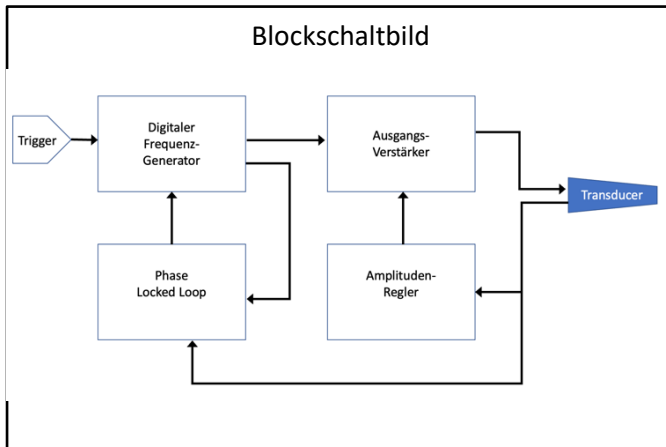 Blockschaltbild
Trigger
Digitaler
Frequenz-
Generator
Ausgangs-
Verstärker
Transducer
Phase
Locked Loop
Amplituden-
Regler